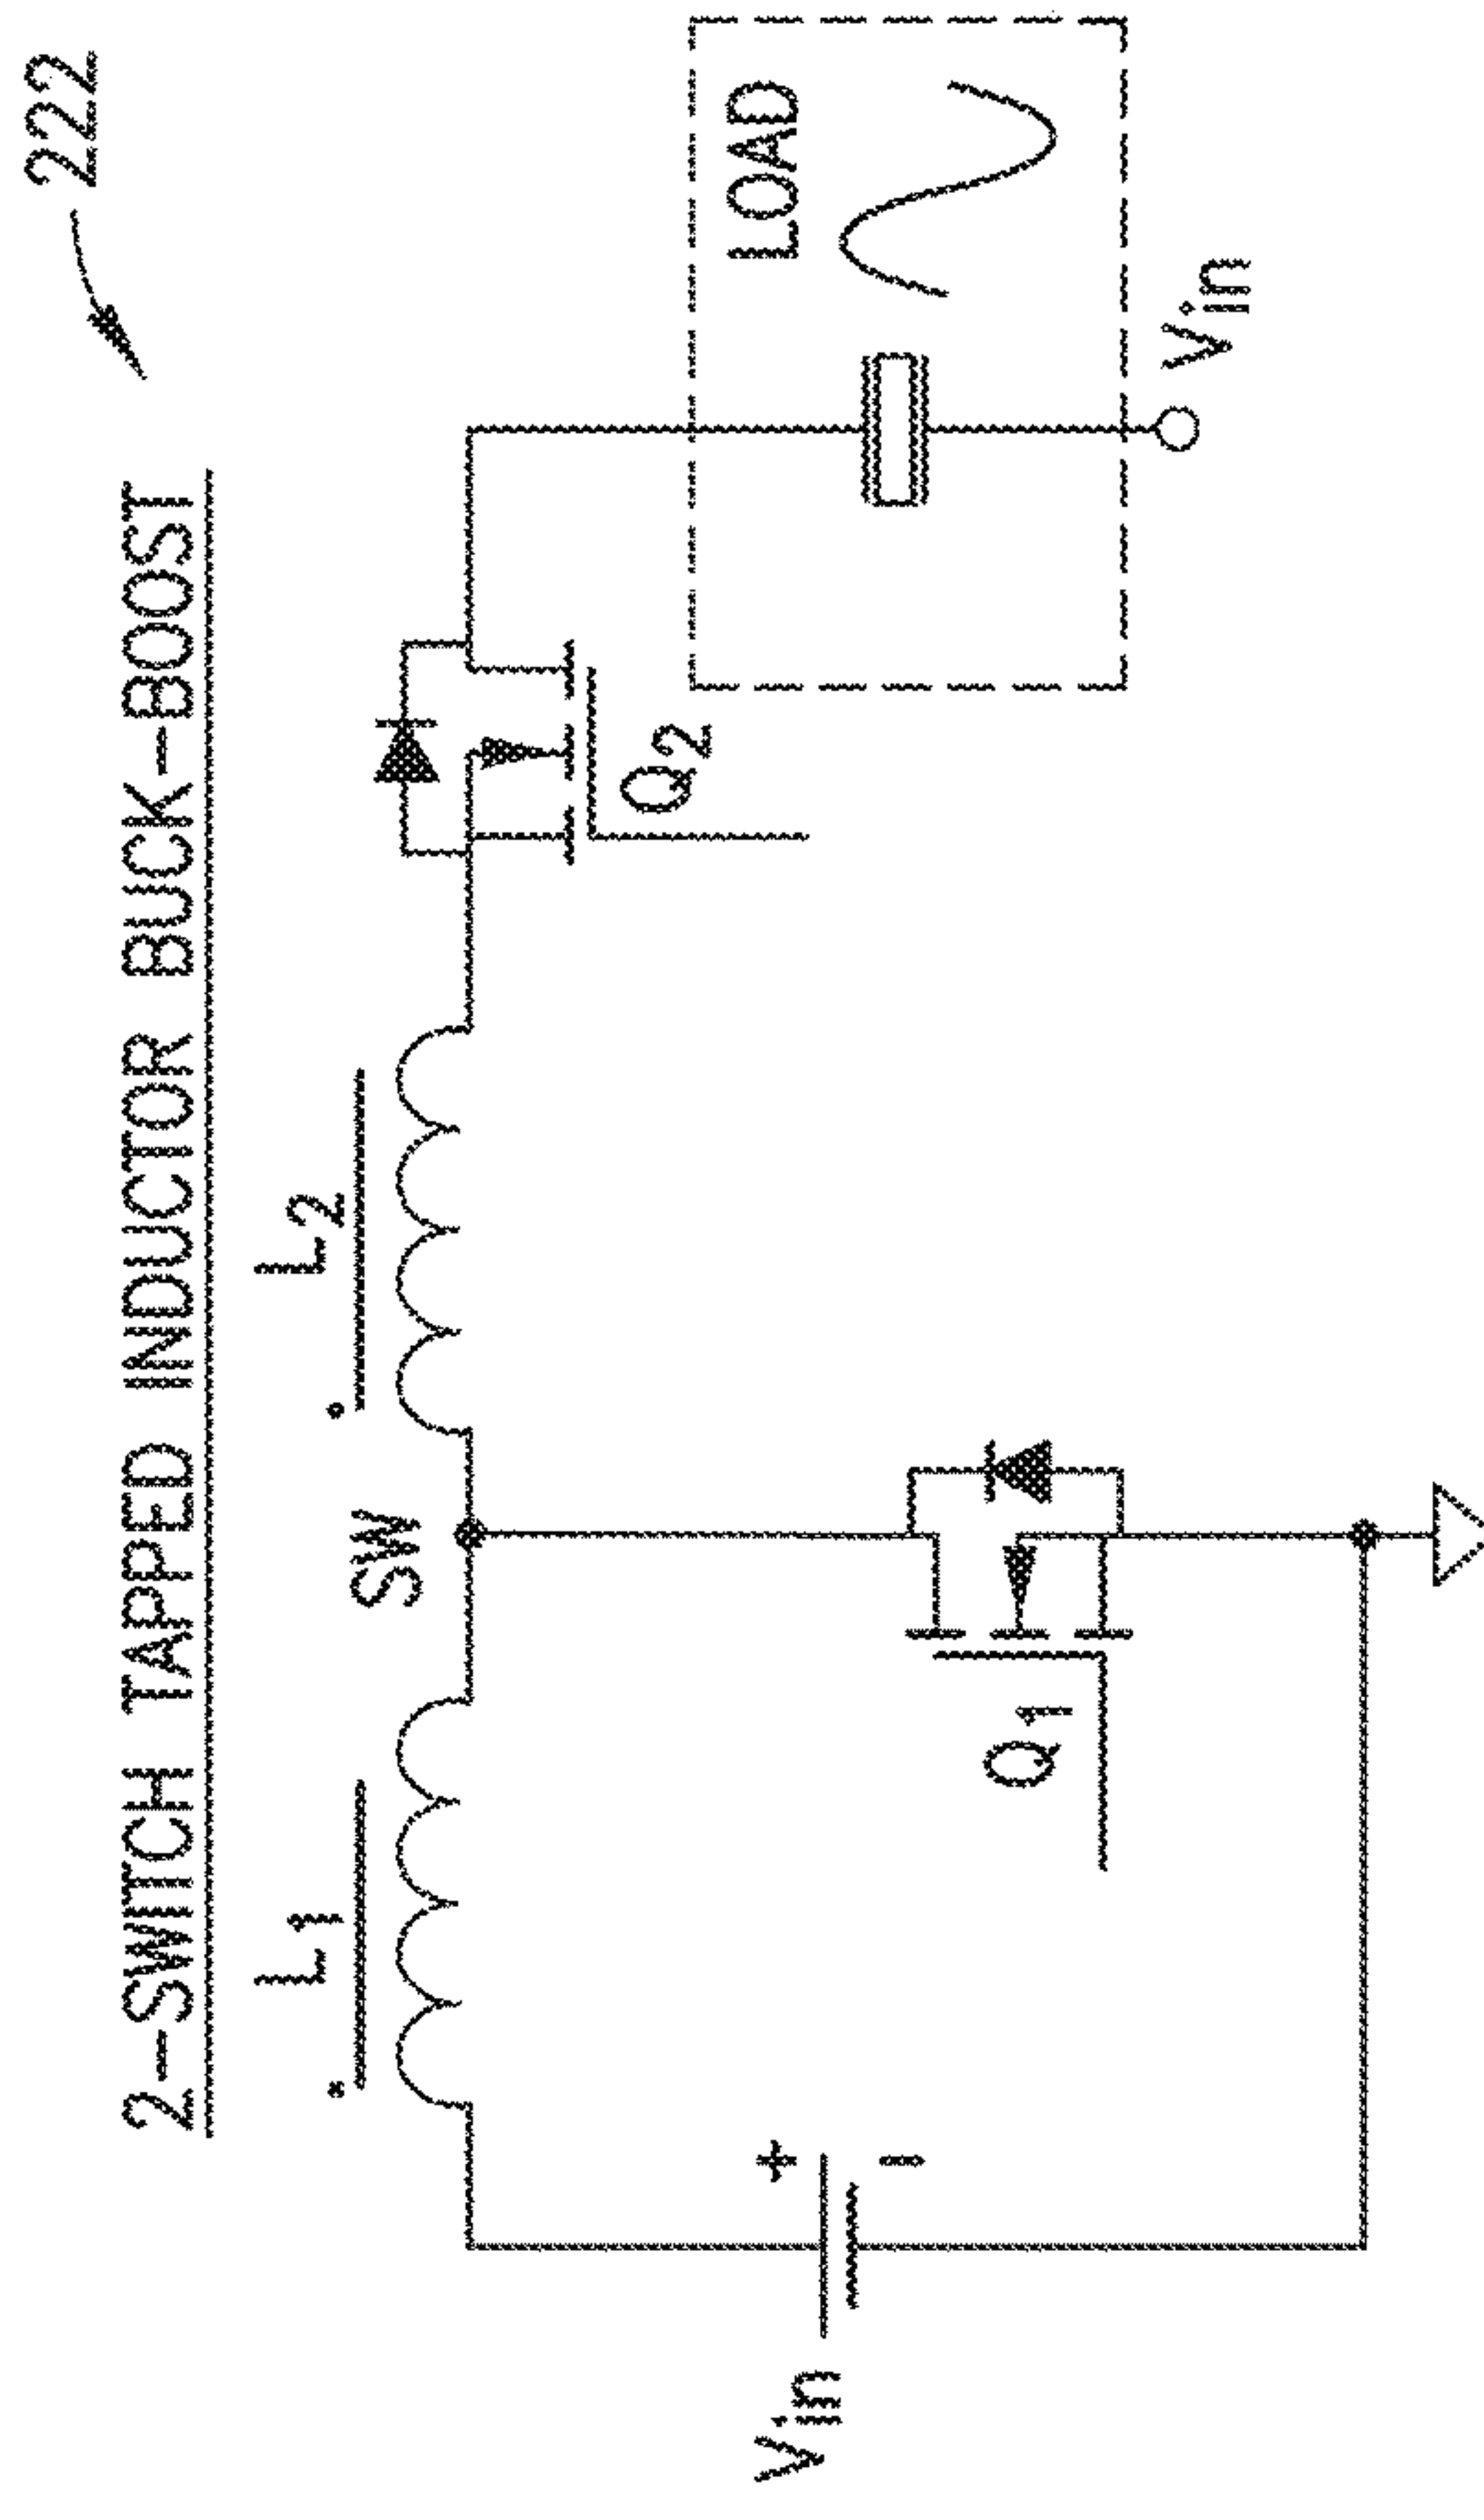 222
2-SWITCH TAPPED INDUCTOR BUCK-BOOST
L1
L2
SW
Q2
LOAD
Vin
+
-
Q1
Vin